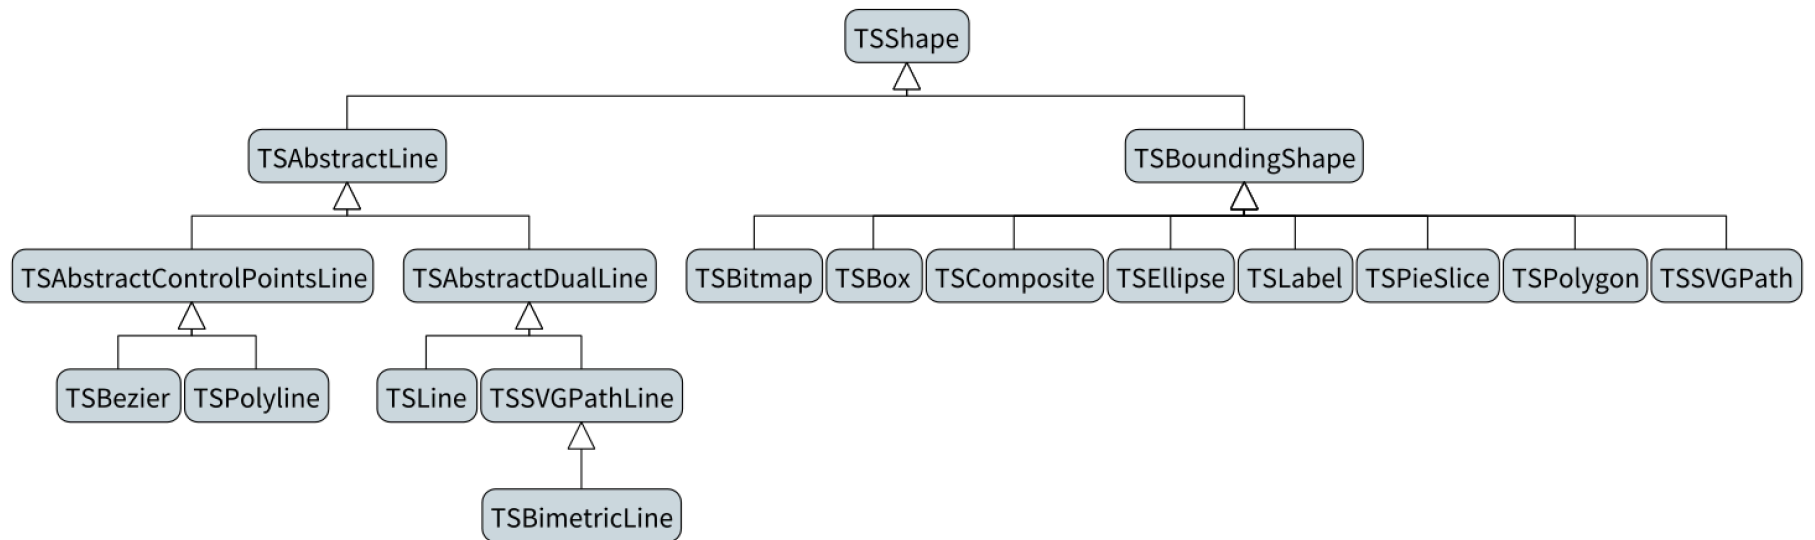 TSShape
TSAbstractLine
TSBoundingShape
TSAbstractControlPointsLine
TSAbstractDualLine
TSBitmap
TSBox
TSComposite
TSEllipse
TSLabel
TSPieSlice
TSPolygon
TSSVGPath
TSBezier
TSPolyline
TSLine
TSSVGPathLine
TSBimetricLine